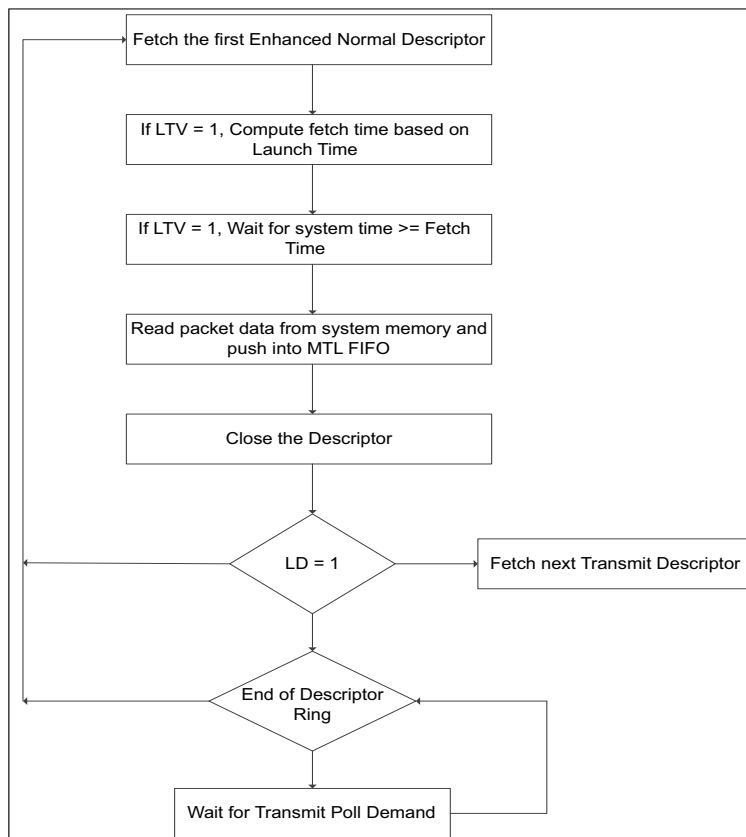 Fetch the first Enhanced Normal Descriptor
If LTV = 1, Compute fetch time based on
Launch Time
If LTV = 1, Wait for system time >= Fetch
Time
Read packet data from system memory and
push into MTL FIFO
Close the Descriptor
LD = 1
Fetch next Transmit Descriptor
End of Descriptor
Ring
Wait for Transmit Poll Demand